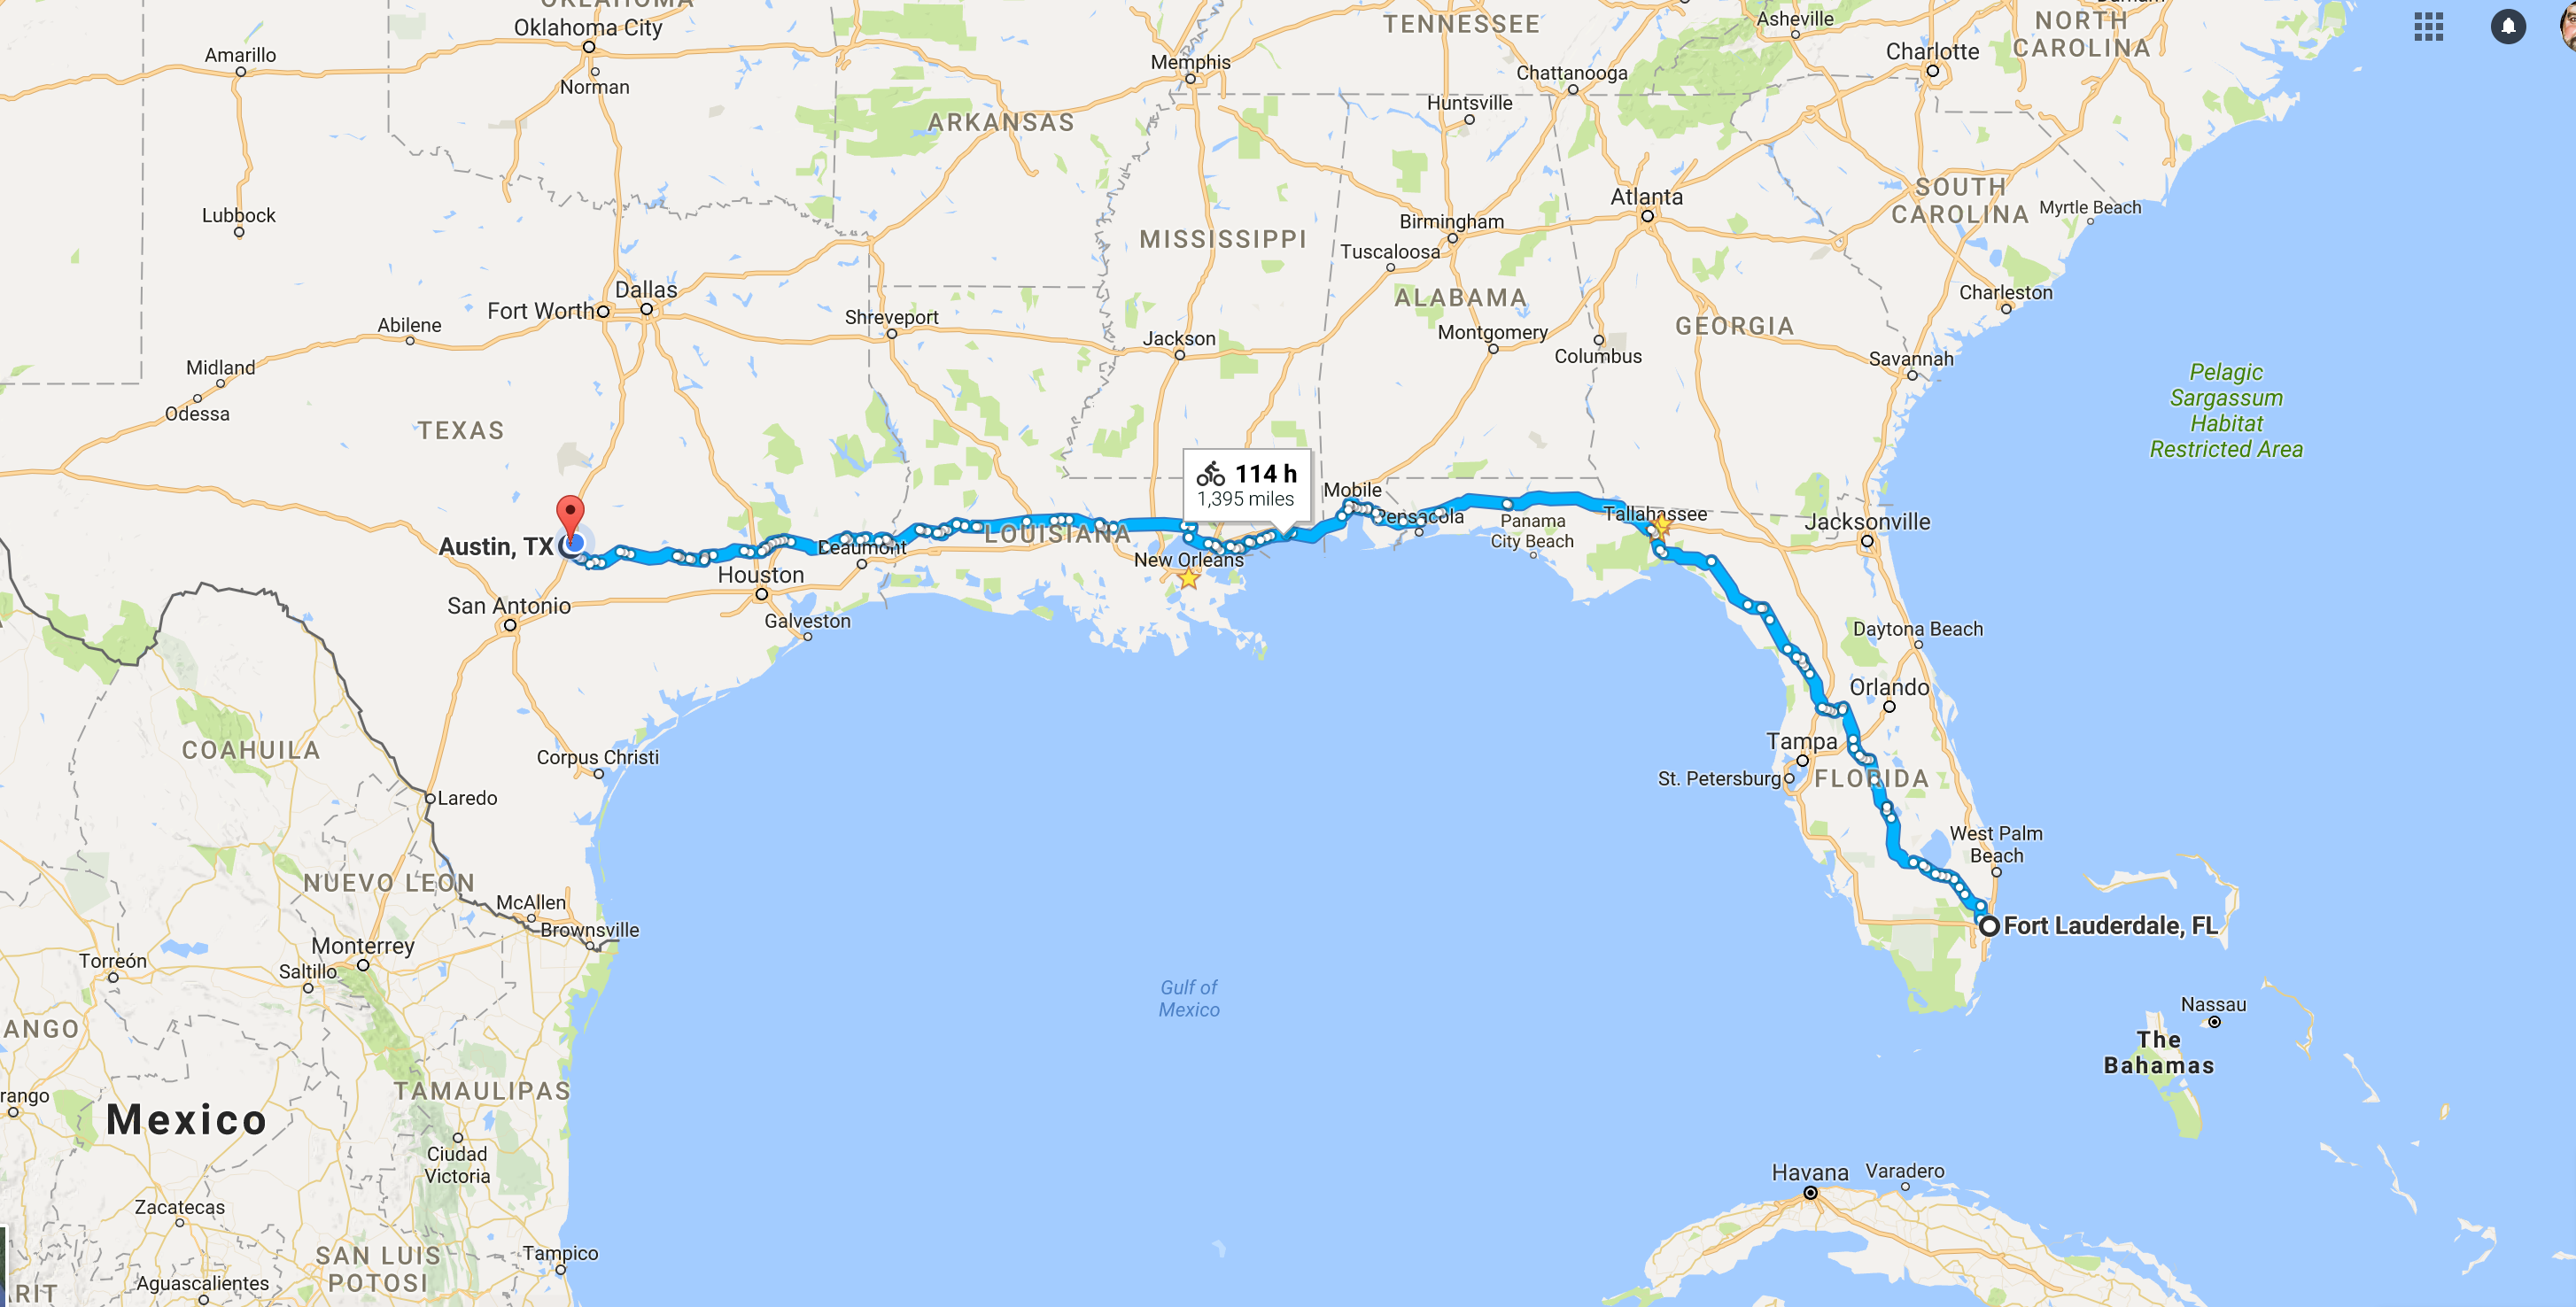 OKLAHOMA
Oklahoma City
Amarillo
Norman
TENNESSEE
Asheville
NORTH
CAROLINA
Charlotte
Memphis
Chattanooga
Huntsville
ARKANSAS
SOUTH
CAROLINA
Myrtle Beach
Atlanta
Lubbock
Birmingham
MISSISSIPPI
Tuscaloosa
ALABAMA
Charleston
Dallas
Fort Worth
Shreveport
Abilene
GEORGIA
Jackson
Montgomery
Columbus
Savannah
Midland
Odessa
Pelagic
Sargassum
Habitat
Restricted Area
TEXAS
114 h
1,395 miles
Mobile
Pensacola
Panama
City Beach
Tallahassee
Jacksonville
Austin, TX
LOUISIANA
Beaumont
New Orleans
Houston
San Antonio
Galveston
Daytona Beach
Orlando
COAHUILA
Corpus Christi
Tampa
St. Petersburg
FLORIDA
Laredo
West Palm
Beach
NUEVO LEON
McAllen
Brownsville
Fort Lauderdale, FL
Monterrey
Torreón
Saltillo
Gulf of
Mexico
Nassau
The
Bahamas
ANGO
rango
TAMAULIPAS
Mexico
Ciudad
Victoria
Havana
Varadero
Zacatecas
SAN LUIS
POTOSI
Tampico
Aguascalientes
RIT